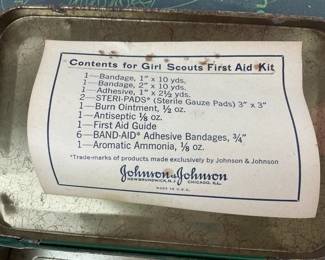 Contents for Girl Scouts First Aid Kit
1—Bandage, 1" x 10 yds.
1—Bandage, 2" x 10 yds.
1—Adhesive, 1" x 2½ yds.
4—STERI-PADS* (Sterile Gauze Pads) 3" x 3"
1—Burn Ointment, ½ oz.
1—Antiseptic ⅛ oz.
1—First Aid Guide
6—BAND-AID* Adhesive Bandages, ¾"
1—Aromatic Ammonia, ⅛ oz.
*Trade-marks of products made exclusively by Johnson & Johnson
Johnson & Johnson
NEW BRUNSWICK, N.J. CHICAGO, ILL.
MADE IN U.S.A.